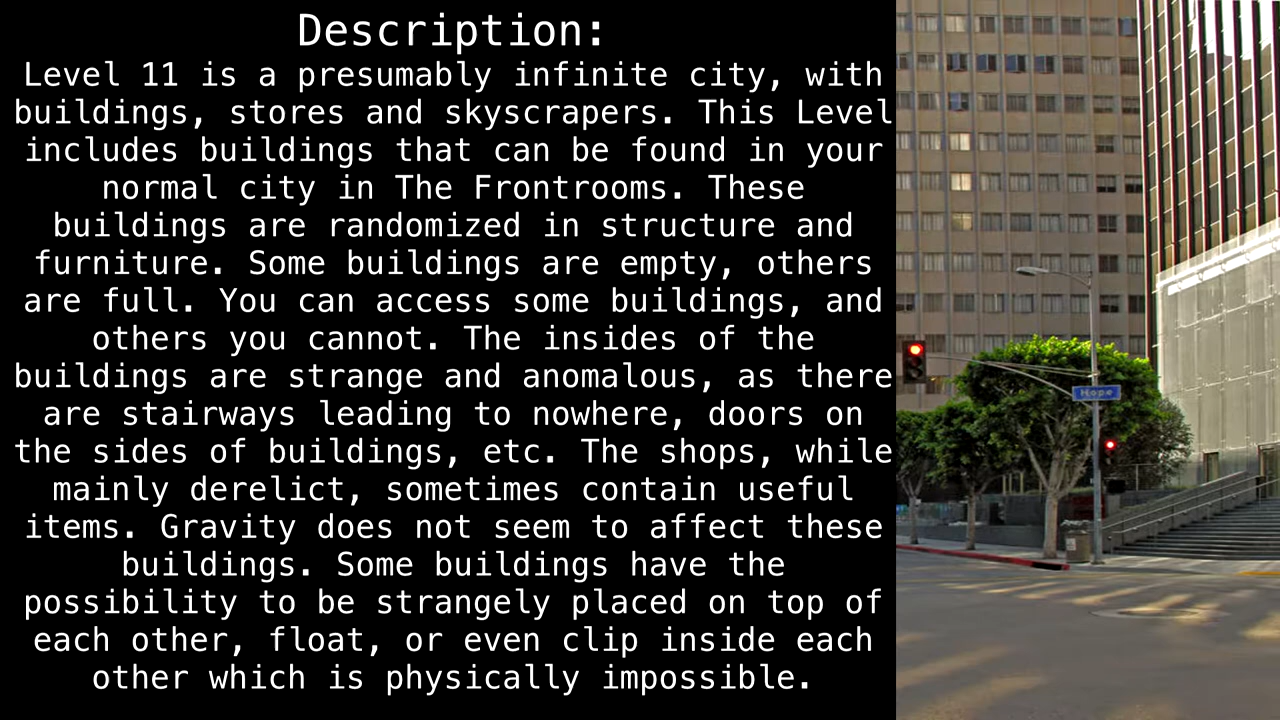 Description:
Level 11 is a presumably infinite city, with
buildings, stores and skyscrapers. This Level
includes buildings that can be found in your
normal city in The Frontrooms. These
buildings are randomized in structure and
furniture. Some buildings are empty, others
are full. You can access some buildings, and
others you cannot. The insides of the
buildings are strange and anomalous, as there
are stairways leading to nowhere, doors on
the sides of buildings, etc. The shops, while
mainly derelict, sometimes contain useful
items. Gravity does not seem to affect these
buildings. Some buildings have the
possibility to be strangely placed on top of
each other, float, or even clip inside each
other which is physically impossible.
Hope